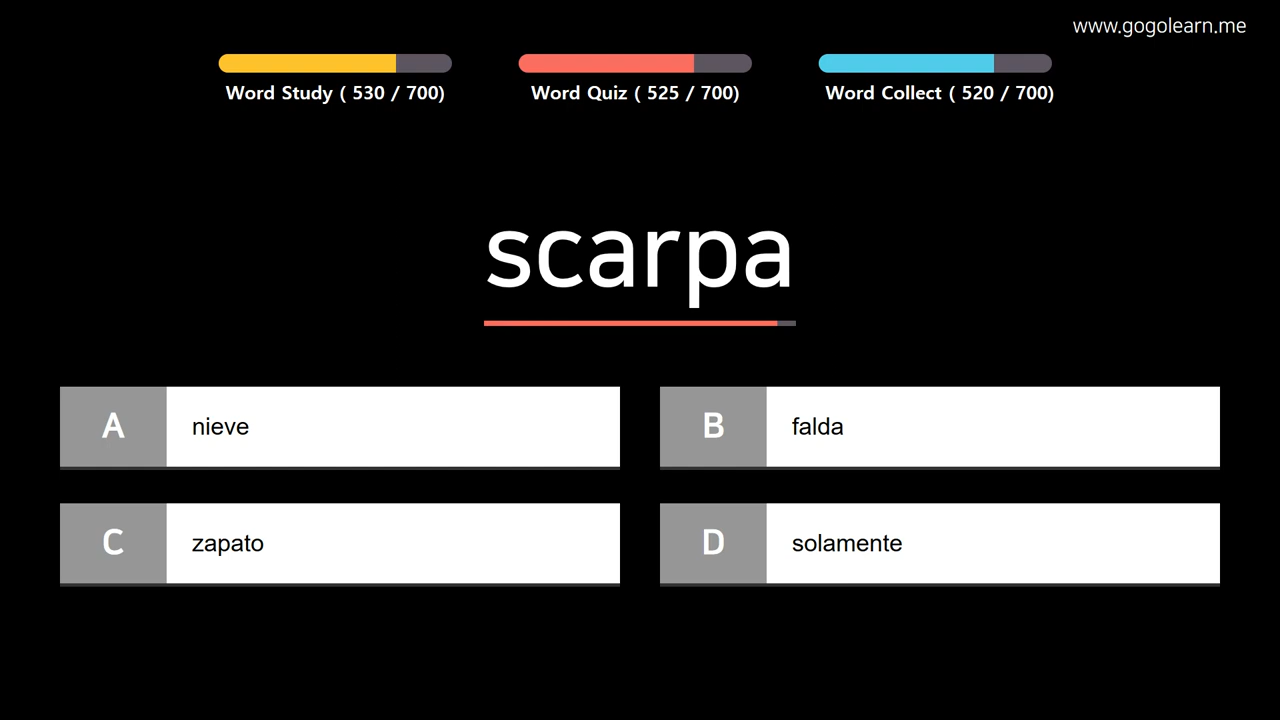 www.gogolearn.me
Word Study ( 530 / 700)
Word Quiz ( 525 / 700)
Word Collect ( 520 / 700)
scarpa
A nieve
B falda
C zapato
D solamente